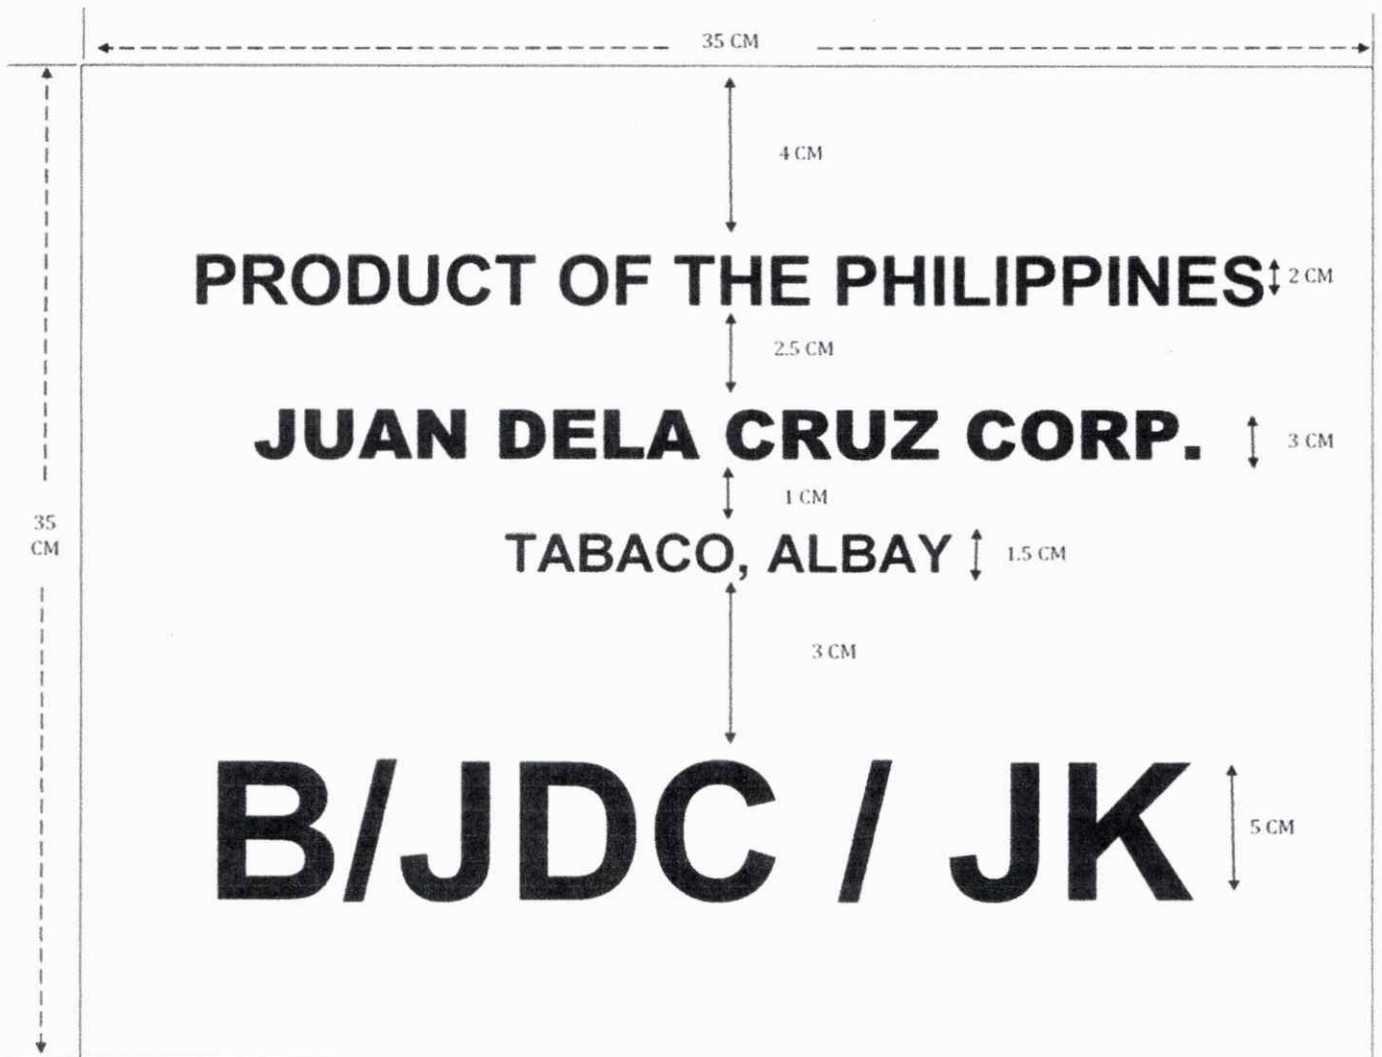 35 CM
4 CM
PRODUCT OF THE PHILIPPINES 2 CM
2.5 CM
JUAN DELA CRUZ CORP. 3 CM
1 CM
35
CM
TABACO, ALBAY 1.5 CM
3 CM
B/JDC / JK 5 CM